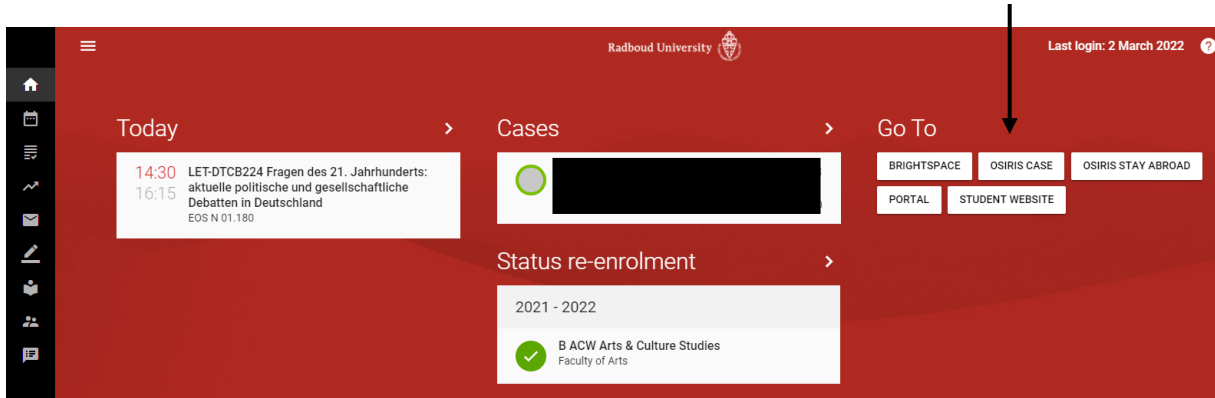 Radboud University
Last login: 2 March 2022
?
Today
14:30
16:15
LET-DTCB224 Fragen des 21. Jahrhunderts:
aktuelle politische und gesellschaftliche
Debatten in Deutschland
EOS N 01.180
Cases
Status re-enrolment
2021 - 2022
B ACW Arts & Culture Studies
Faculty of Arts
Go To
BRIGHTSPACE OSIRIS CASE OSIRIS STAY ABROAD
PORTAL STUDENT WEBSITE